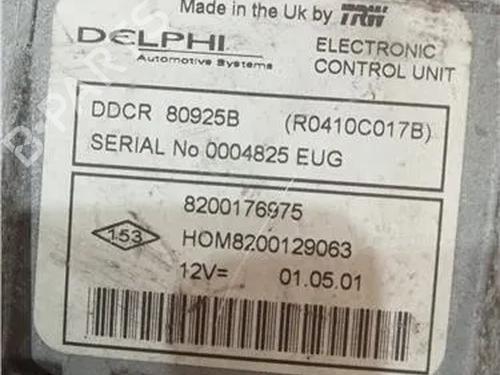 Made in the Uk by TRW
DELPHI
Automotive Systems
ELECTRONIC
CONTROL UNIT
DDCR 80925B (R0410C017B)
SERIAL No 0004825 EUG
8200176975
153
HOM8200129063
12V= 01.05.01
B-PARTS